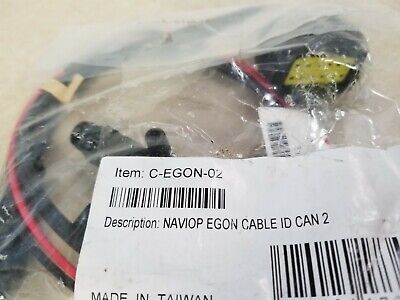 Item: C-EGON-02
Description: NAVIOP EGON CABLE ID CAN 2
MADE IN TAIWAN